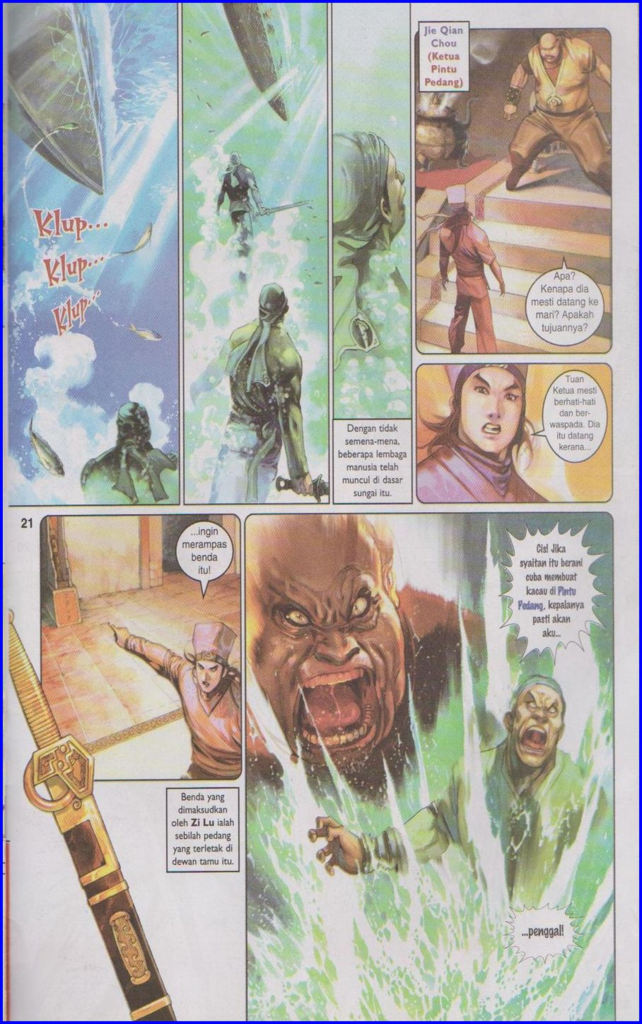 Klup...
Klup...
Klup...
Dengan tidak
semena-mena,
beberapa lembaga
manusia telah
muncul di dasar
sungai itu.
Jie Qian
Chou
(Ketua
Pintu
Pedang)
Apa?
Kenapa dia
mesti datang ke
mari? Apakah
tujuannya?
Tuan
Ketua mesti
berhati-hati
dan ber-
waspada. Dia
itu datang
kerana...
21
...ingin
merampas
benda
itu!
Benda yang
dimaksudkan
oleh Zi Lu ialah
sebilah pedang
yang terletak di
dewan tamu itu.
Cis! Jika
syaitan itu berani
cuba membuat
kacau di Pintu
Pedang, kepalanya
pasti akan
aku...
...penggal!